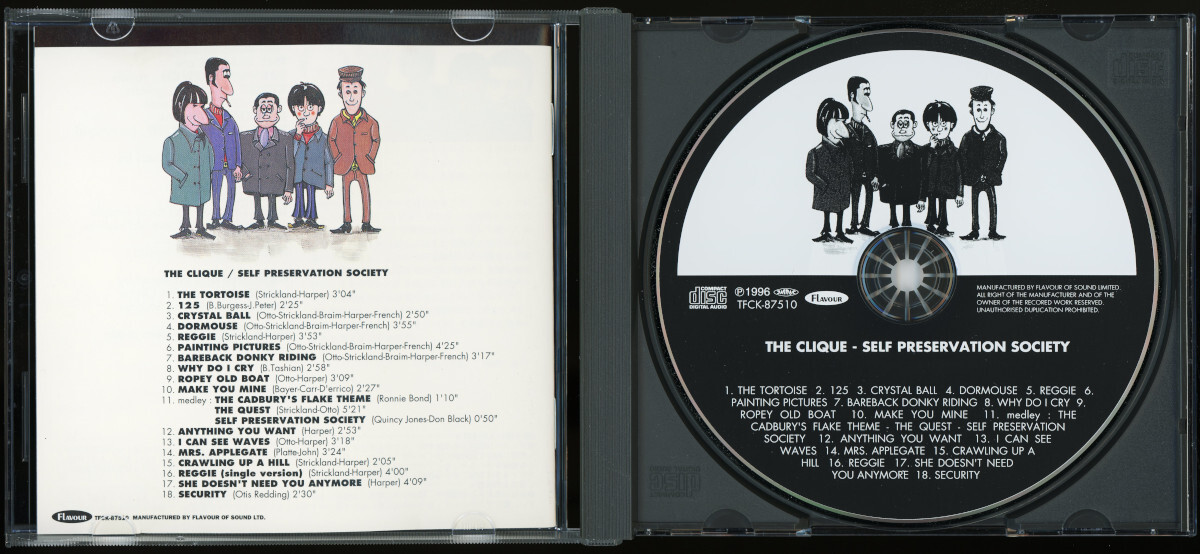 THE CLIQUE / SELF PRESERVATION SOCIETY
1. THE TORTOISE (Strickland-Harper) 3'04"
2. 125 (B.Burgess-J.Peter) 2'25"
3. CRYSTAL BALL (Otto-Strickland-Braim-Harper-French) 2'50"
4. DORMOUSE (Otto-Strickland-Braim-Harper-French) 3'55"
5. REGGIE (Strickland-Harper) 3'53"
6. PAINTING PICTURES (Otto-Strickland-Braim-Harper-French) 4'25"
7. BAREBACK DONKY RIDING (Otto-Strickland-Braim-Harper-French) 3'17"
8. WHY DO I CRY (B.Tashian) 2'58"
9. ROPEY OLD BOAT (Otto-Harper) 3'09"
10. MAKE YOU MINE (Bayer-Carr-D'errico) 2'27"
11. medley : THE CADBURY'S FLAKE THEME (Ronnie Bond) 1'10"
THE QUEST (Strickland-Otto) 5'21"
SELF PRESERVATION SOCIETY (Quincy Jones-Don Black) 0'50"
12. ANYTHING YOU WANT (Harper) 2'53"
13. I CAN SEE WAVES (Otto-Harper) 3'18"
14. MRS. APPLEGATE (Platte-John) 3'24"
15. CRAWLING UP A HILL (Strickland-Harper) 2'05"
16. REGGIE (single version) (Strickland-Harper) 4'00"
17. SHE DOESN'T NEED YOU ANYMORE (Harper) 4'09"
18. SECURITY (Otis Redding) 2'30"
FLAVOUR TFCK-87510 MANUFACTURED BY FLAVOUR OF SOUND LTD.
COMPACT
disc
DIGITAL AUDIO
℗1996
TFCK-87510
FLAVOUR
MANUFACTURED BY FLAVOUR OF SOUND LIMITED.
ALL RIGHT OF THE MANUFACTURER AND OF THE
OWNER OF THE RECORED WORK RESERVED.
UNAUTHORISED DUPLICATION PROHIBITED.
THE CLIQUE - SELF PRESERVATION SOCIETY
1. THE TORTOISE 2. 125 3. CRYSTAL BALL 4. DORMOUSE 5. REGGIE 6.
PAINTING PICTURES 7. BAREBACK DONKY RIDING 8. WHY DO I CRY 9.
ROPEY OLD BOAT 10. MAKE YOU MINE 11. medley : THE
CADBURY'S FLAKE THEME - THE QUEST - SELF PRESERVATION
SOCIETY 12. ANYTHING YOU WANT 13. I CAN SEE
WAVES 14. MRS. APPLEGATE 15. CRAWLING UP A
HILL 16. REGGIE 17. SHE DOESN'T NEED
YOU ANYMORE 18. SECURITY